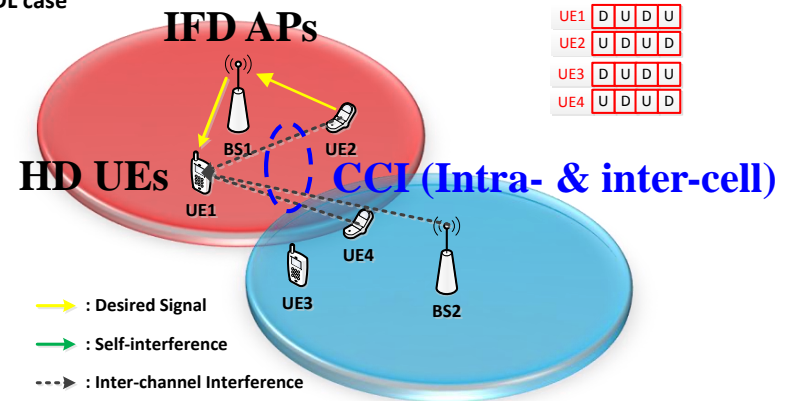 DL case
IFD APs
UE1 D U D U
UE2 U D U D
UE3 D U D U
UE4 U D U D
BS1
UE2
HD UEs
CCI (Intra- & inter-cell)
UE1
UE4
UE3
BS2
: Desired Signal
: Self-interference
: Inter-channel Interference